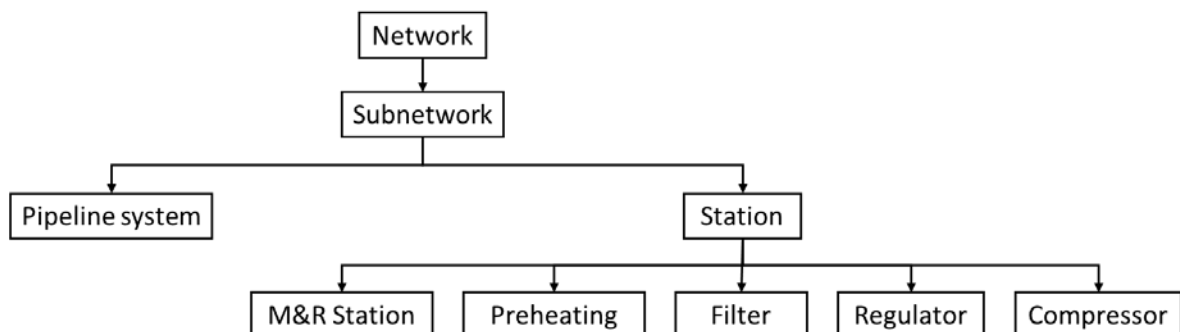 Network
Subnetwork
Pipeline system
Station
M&R Station
Preheating
Filter
Regulator
Compressor